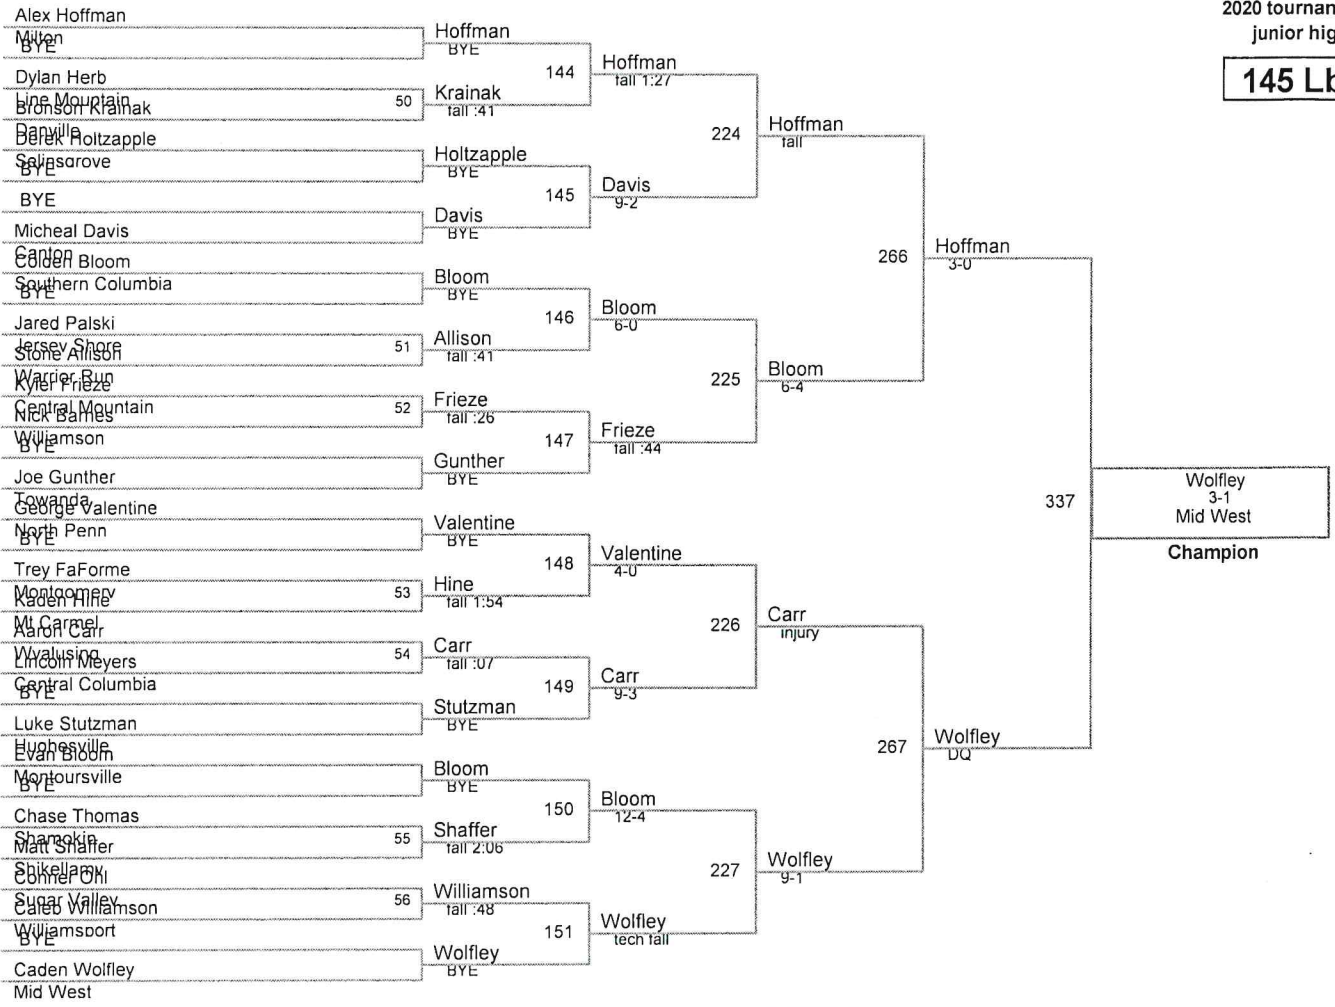 2020 tournan
junior hig
145 Lb
Alex Hoffman
Milton
BYE
Dylan Herb
Line Mountain
50
Bronson Krainak
Danville
Derek Holtzapple
Selinsgrove
BYE
BYE
Micheal Davis
Canton
Colden Bloom
Southern Columbia
BYE
Jared Palski
Jersey Shore
51
Stone Allison
Warrior Run
Kyler Frieze
Central Mountain
52
Nick Barnes
Williamson
BYE
Joe Gunther
Towanda
George Valentine
North Penn
BYE
Trey FaForme
Montgomery
53
Kaden Hine
Mt Carmel
Aaron Carr
Wyalusing
54
Lincoln Meyers
Central Columbia
BYE
Luke Stutzman
Hughesville
Evan Bloom
Montoursville
BYE
Chase Thomas
Shamokin
55
Matt Shaffer
Shikellamy
Conner Ohl
Sugar Valley
56
Caleb Williamson
Williamsport
BYE
Caden Wolfley
Mid West
Hoffman
BYE
144
Krainak
fall :41
Holtzapple
BYE
145
Davis
BYE
Bloom
BYE
146
Allison
fall :41
Frieze
fall :26
147
Gunther
BYE
Valentine
BYE
148
Hine
fall 1:54
Carr
fall :07
149
Stutzman
BYE
Bloom
BYE
150
Shaffer
fall 2:06
Williamson
fall :48
151
Wolfley
BYE
Hoffman
fall 1:27
224
Davis
9-2
Bloom
6-0
225
Frieze
fall :44
Valentine
4-0
226
Carr
9-3
Bloom
12-4
227
Wolfley
tech fall
Hoffman
fall
266
Bloom
6-4
Carr
injury
267
Wolfley
9-1
Hoffman
3-0
337
Wolfley
DQ
Wolfley
3-1
Mid West
Champion